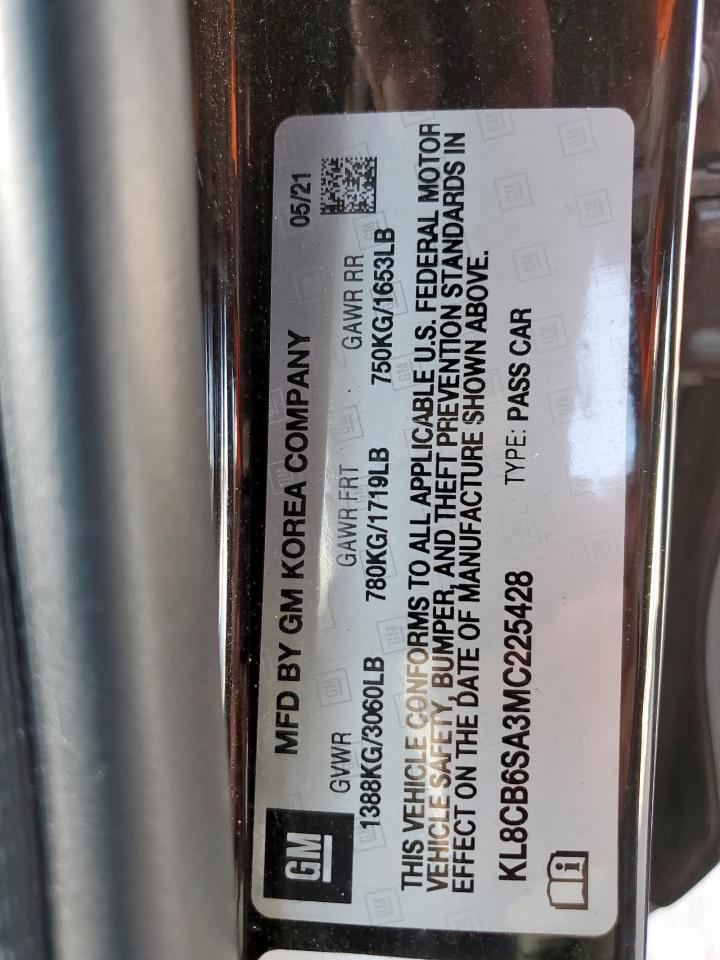 GM
MFD BY GM KOREA COMPANY 05/21
GVWR GAWR FRT GAWR RR
1388KG/3060LB 780KG/1719LB 750KG/1653LB
THIS VEHICLE CONFORMS TO ALL APPLICABLE U.S. FEDERAL MOTOR
VEHICLE SAFETY, BUMPER, AND THEFT PREVENTION STANDARDS IN
EFFECT ON THE DATE OF MANUFACTURE SHOWN ABOVE.
KL8CB6SA3MC225428 TYPE: PASS CAR